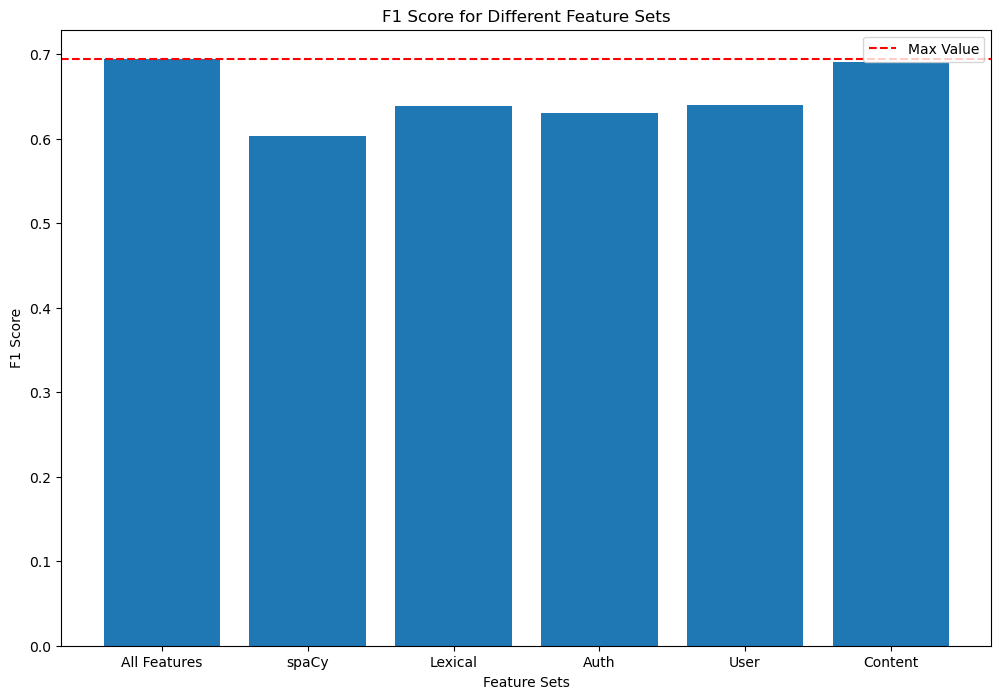 F1 Score for Different Feature Sets
Max Value
0.7
0.6
0.5
0.4
0.3
0.2
0.1
0.0
F1 Score
All Features
spaCy
Lexical
Auth
User
Content
Feature Sets